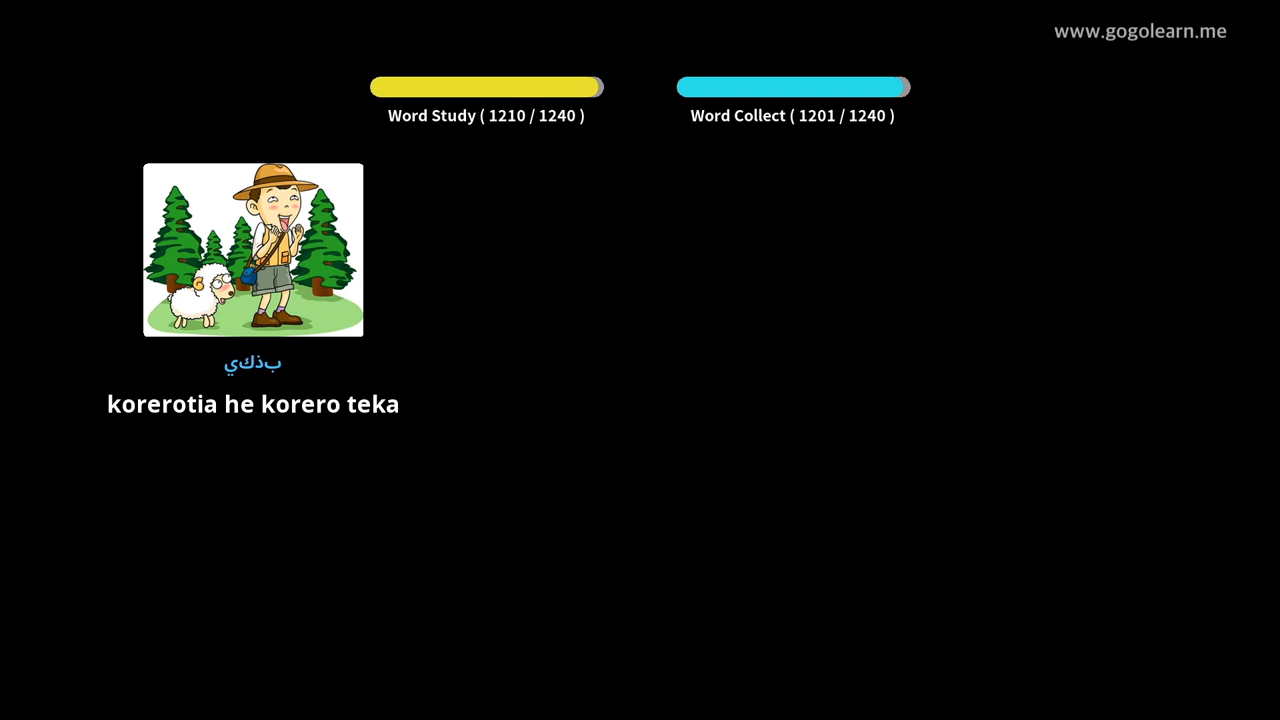 www.gogolearn.me
Word Study ( 1210 / 1240 )
Word Collect ( 1201 / 1240 )
بذكي
korerotia he korero teka